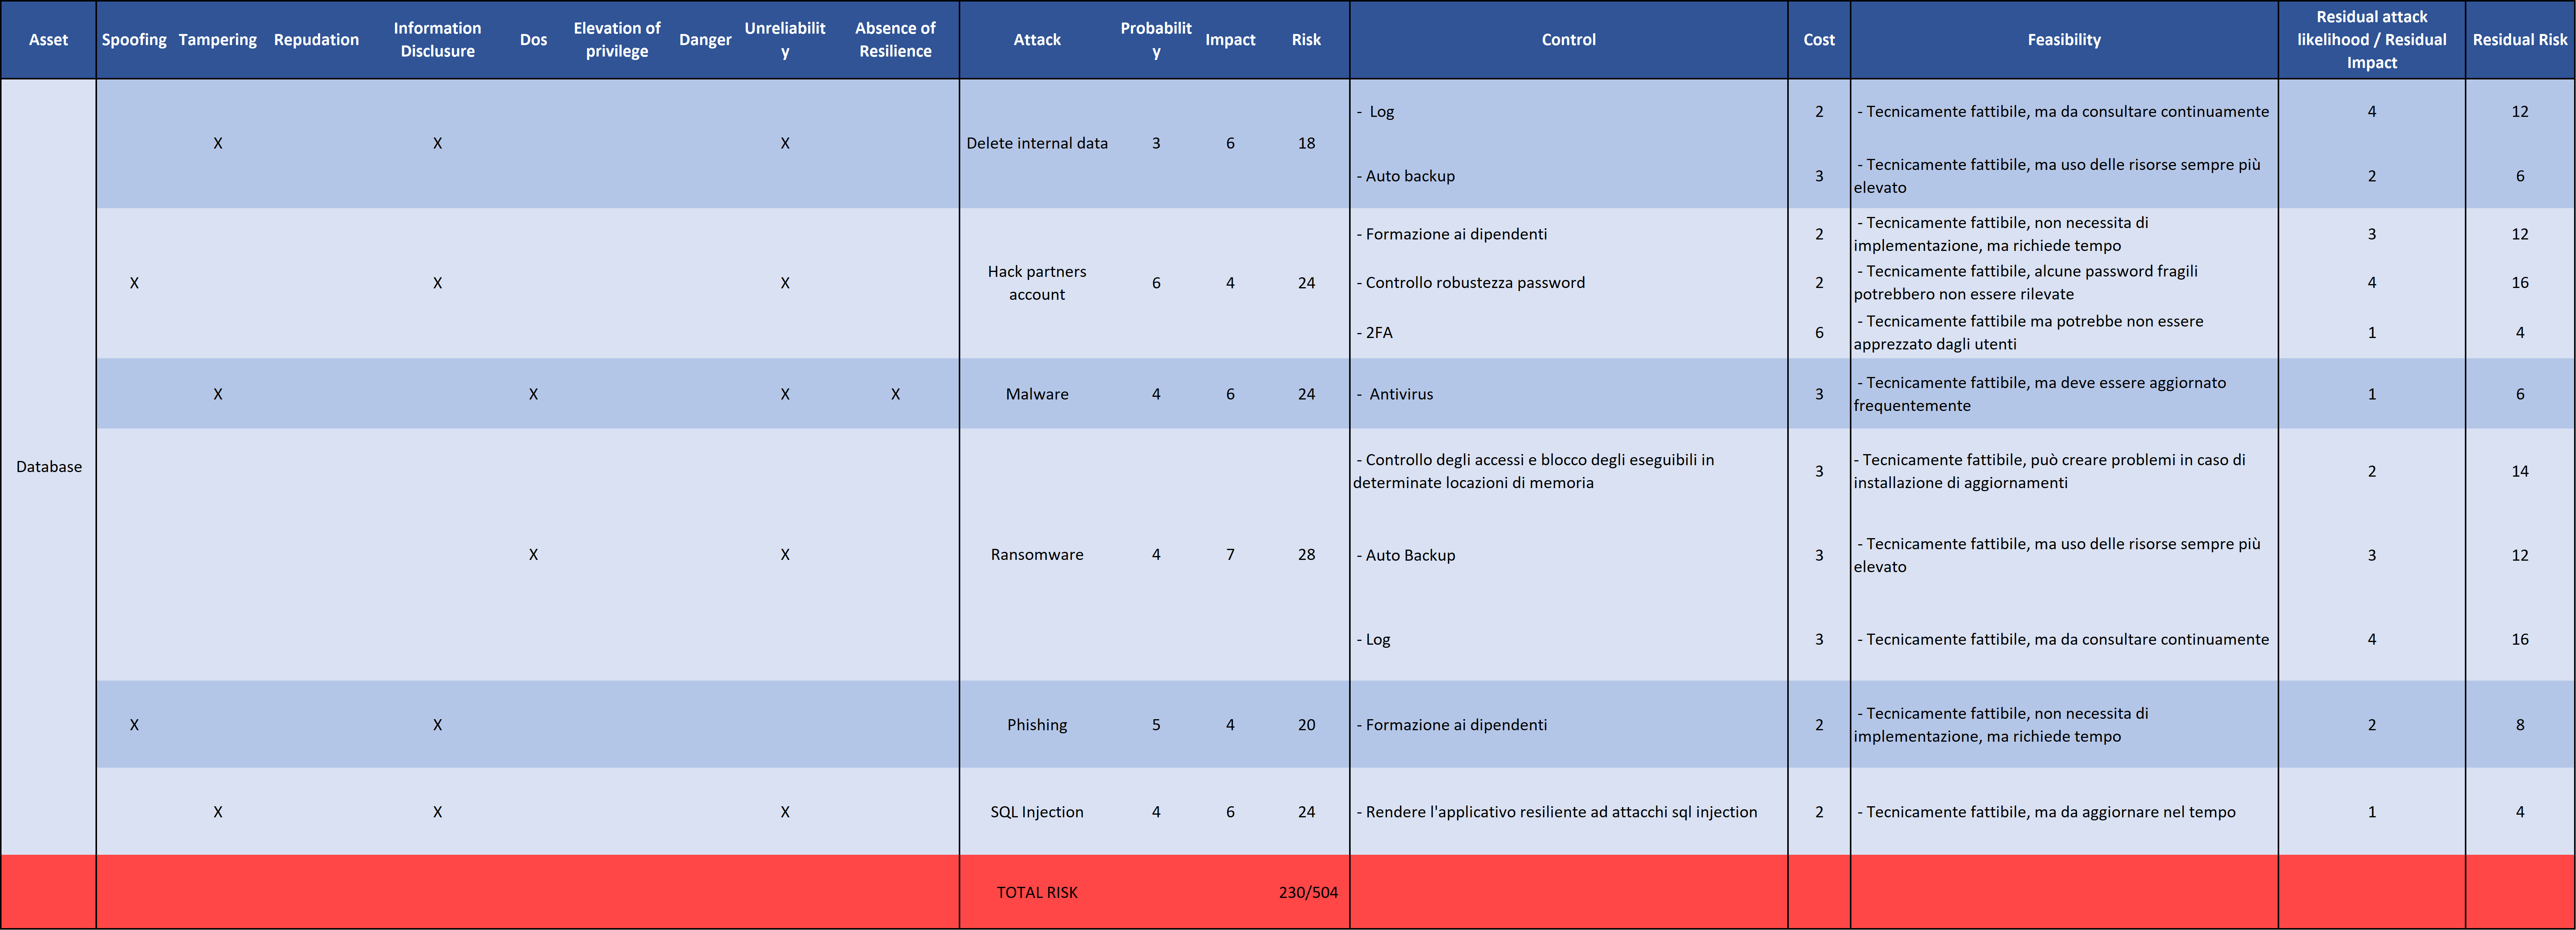 Asset Spoofing Tampering Repudation Information Disclusure Dos Elevation of privilege Danger Unreliability Absence of Resilience Attack Probability Impact Risk Control Cost Feasibility Residual attack likelihood / Residual Impact Residual Risk
Database
X X X Delete internal data 3 6 18
- Log 2 - Tecnicamente fattibile, ma da consultare continuamente 4 12
- Auto backup 3 - Tecnicamente fattibile, ma uso delle risorse sempre più
elevato 2 6
X X X Hack partners
account 6 4 24
- Formazione ai dipendenti 2 - Tecnicamente fattibile, non necessita di
implementazione, ma richiede tempo 3 12
- Controllo robustezza password 2 - Tecnicamente fattibile, alcune password fragili
potrebbero non essere rilevate 4 16
- 2FA 6 - Tecnicamente fattibile ma potrebbe non essere
apprezzato dagli utenti 1 4
X X X X Malware 4 6 24 - Antivirus 3 - Tecnicamente fattibile, ma deve essere aggiornato
frequentemente 1 6
X X Ransomware 4 7 28
- Controllo degli accessi e blocco degli eseguibili in
determinate locazioni di memoria 3 - Tecnicamente fattibile, può creare problemi in caso di
installazione di aggiornamenti 2 14
- Auto Backup 3 - Tecnicamente fattibile, ma uso delle risorse sempre più
elevato 3 12
- Log 3 - Tecnicamente fattibile, ma da consultare continuamente 4 16
X X Phishing 5 4 20 - Formazione ai dipendenti 2 - Tecnicamente fattibile, non necessita di
implementazione, ma richiede tempo 2 8
X X X SQL Injection 4 6 24 - Rendere l'applicativo resiliente ad attacchi sql injection 2 - Tecnicamente fattibile, ma da aggiornare nel tempo 1 4
TOTAL RISK 230/504